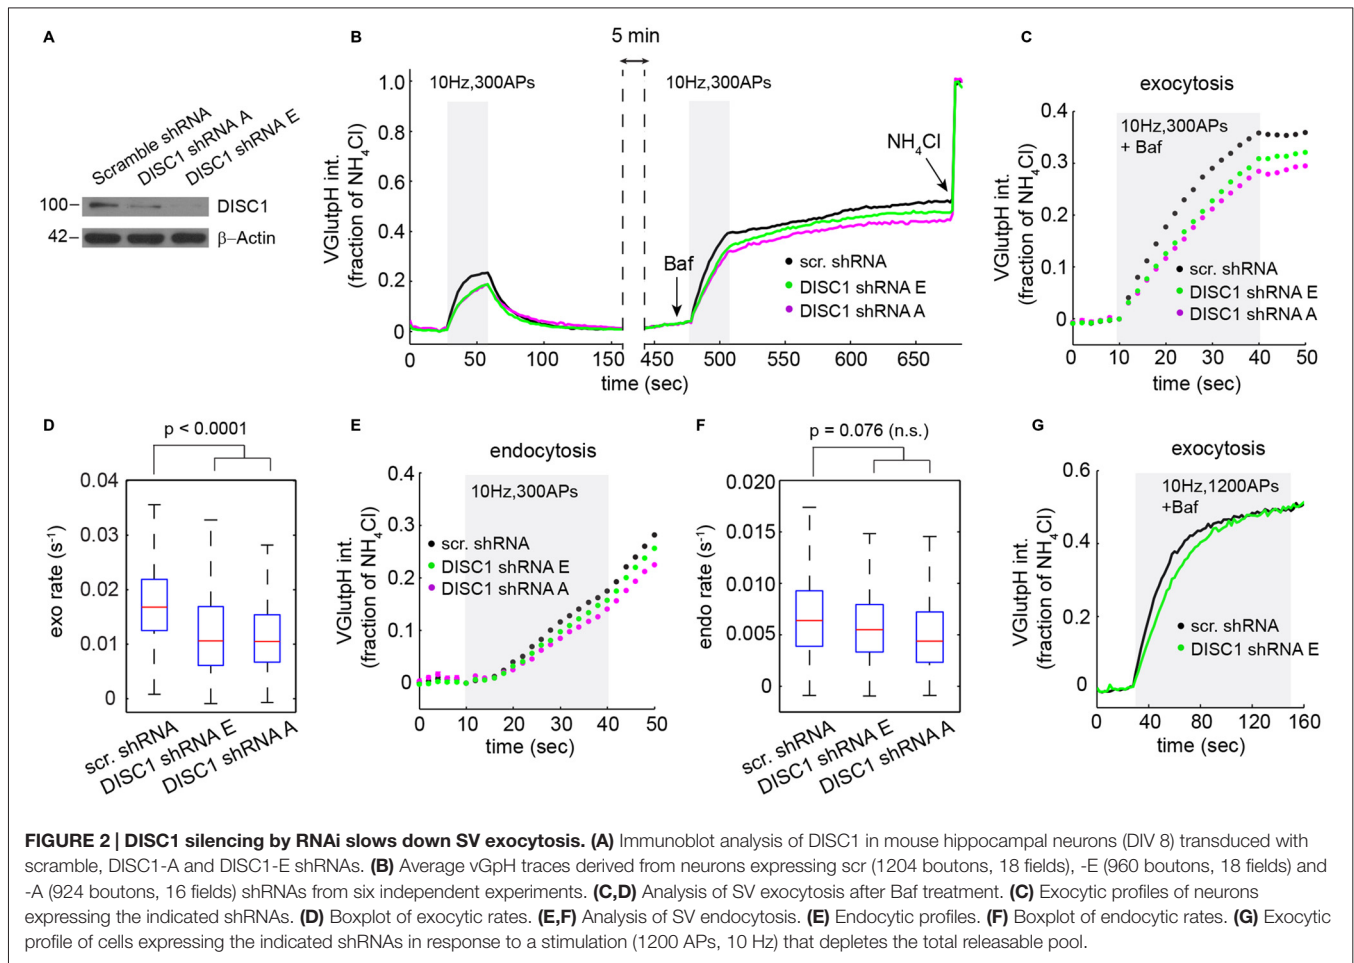 A
Scramble shRNA
DISC1 shRNA A
DISC1 shRNA E
100–
DISC1
42–
β–Actin
B
5 min
10Hz,300APs
10Hz,300APs
VGlutpH int.
(fraction of NH4Cl)
1.0
0.8
0.6
0.4
0.2
0
NH4Cl
Baf
scr. shRNA
DISC1 shRNA E
DISC1 shRNA A
0
50
100
150
450
500
550
600
650
time (sec)
C
exocytosis
10Hz,300APs
+ Baf
VGlutpH int.
(fraction of NH4Cl)
0.4
0.3
0.2
0.1
0
scr. shRNA
DISC1 shRNA E
DISC1 shRNA A
0
10
20
30
40
50
time (sec)
D
p < 0.0001
exo rate (s-1)
0.04
0.03
0.02
0.01
0
scr. shRNA
DISC1 shRNA E
DISC1 shRNA A
E
endocytosis
10Hz,300APs
VGlutpH int.
(fraction of NH4Cl)
0.4
0.3
0.2
0.1
0
scr. shRNA
DISC1 shRNA E
DISC1 shRNA A
0
10
20
30
40
50
time (sec)
F
p = 0.076 (n.s.)
endo rate (s-1)
0.020
0.015
0.010
0.005
0
scr. shRNA
DISC1 shRNA E
DISC1 shRNA A
G
exocytosis
10Hz,1200APs
+Baf
VGlutpH int.
(fraction of NH4Cl)
0.6
0.4
0.2
0
scr. shRNA
DISC1 shRNA E
0
40
80
120
160
time (sec)
FIGURE 2 | DISC1 silencing by RNAi slows down SV exocytosis. (A) Immunoblot analysis of DISC1 in mouse hippocampal neurons (DIV 8) transduced with
scramble, DISC1-A and DISC1-E shRNAs. (B) Average vGpH traces derived from neurons expressing scr (1204 boutons, 18 fields), -E (960 boutons, 18 fields) and
-A (924 boutons, 16 fields) shRNAs from six independent experiments. (C,D) Analysis of SV exocytosis after Baf treatment. (C) Exocytic profiles of neurons
expressing the indicated shRNAs. (D) Boxplot of exocytic rates. (E,F) Analysis of SV endocytosis. (E) Endocytic profiles. (F) Boxplot of endocytic rates. (G) Exocytic
profile of cells expressing the indicated shRNAs in response to a stimulation (1200 APs, 10 Hz) that depletes the total releasable pool.